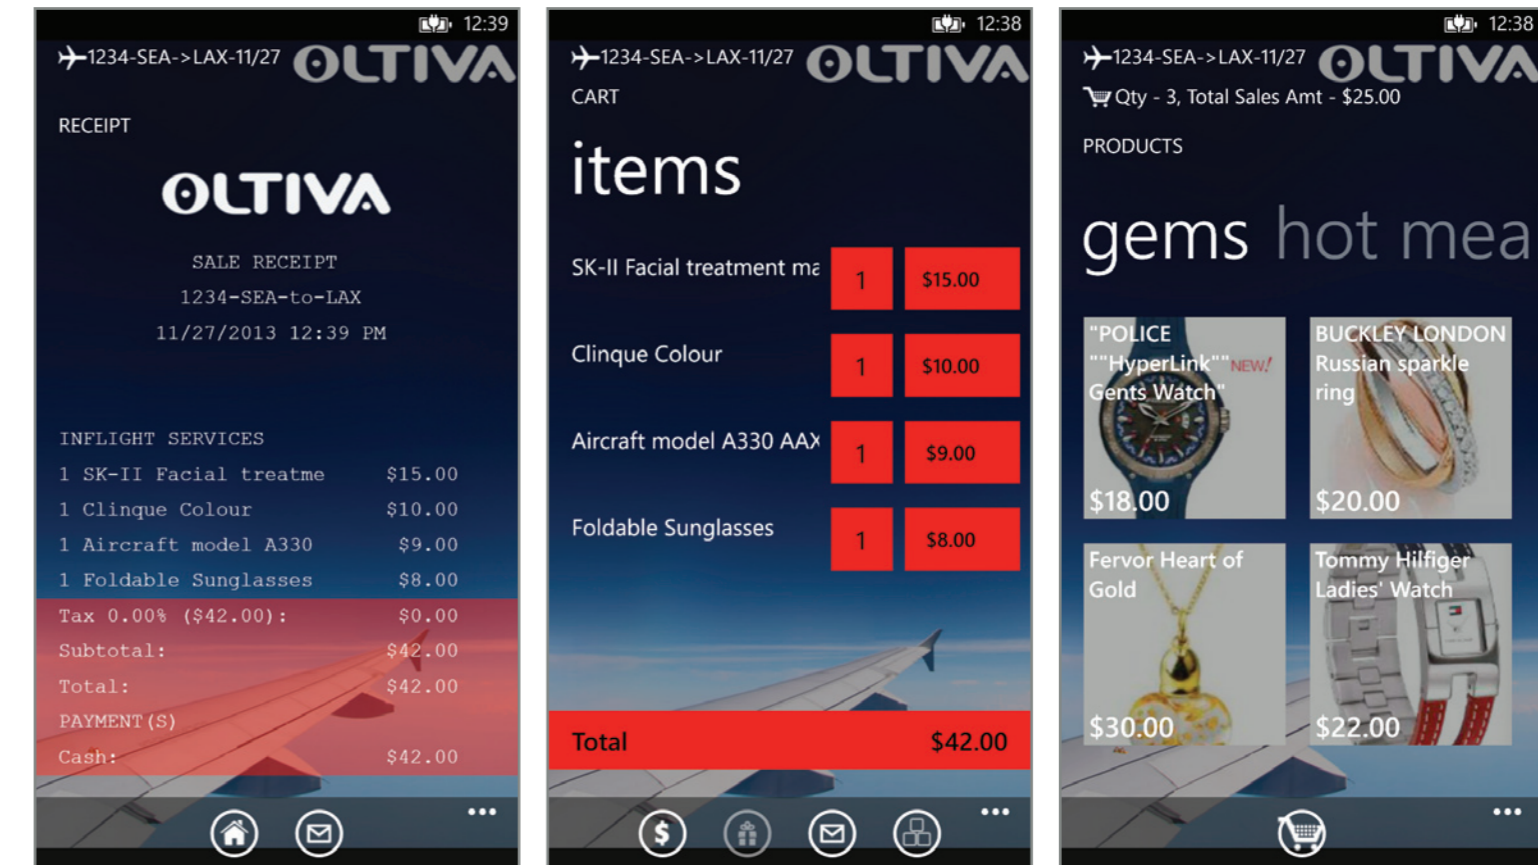 12:39
1234-SEA->LAX-11/27 OLTIVA
RECEIPT
OLTIVA
SALE RECEIPT
1234-SEA-to-LAX
11/27/2013 12:39 PM
INFLIGHT SERVICES
1 SK-II Facial treatme $15.00
1 Clinque Colour $10.00
1 Aircraft model A330 $9.00
1 Foldable Sunglasses $8.00
Tax 0.00% ($42.00): $0.00
Subtotal: $42.00
Total: $42.00
PAYMENT(S)
Cash: $42.00
12:38
1234-SEA->LAX-11/27 OLTIVA
CART
items
SK-II Facial treatment ma 1 $15.00
Clinque Colour 1 $10.00
Aircraft model A330 AAX 1 $9.00
Foldable Sunglasses 1 $8.00
Total $42.00
12:38
1234-SEA->LAX-11/27 OLTIVA
Qty - 3, Total Sales Amt - $25.00
PRODUCTS
gems hot mea
"POLICE
""HyperLink""
Gents Watch"
NEW!
$18.00
BUCKLEY LONDON
Russian sparkle
ring
$20.00
Fervor Heart of
Gold
$30.00
Tommy Hilfiger
Ladies' Watch
$22.00